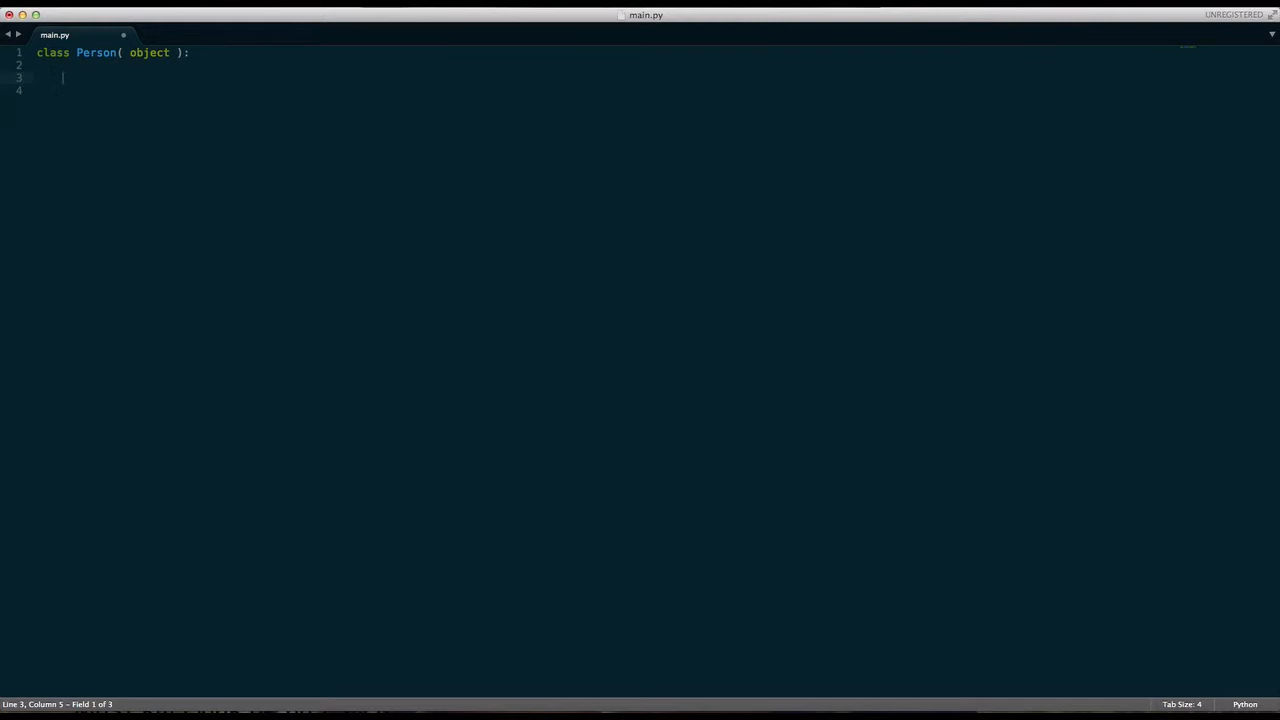 main.py
UNREGISTERED
main.py
1 class Person( object ):
2
3
4
Line 3, Column 5 - Field 1 of 3
Tab Size: 4
Python